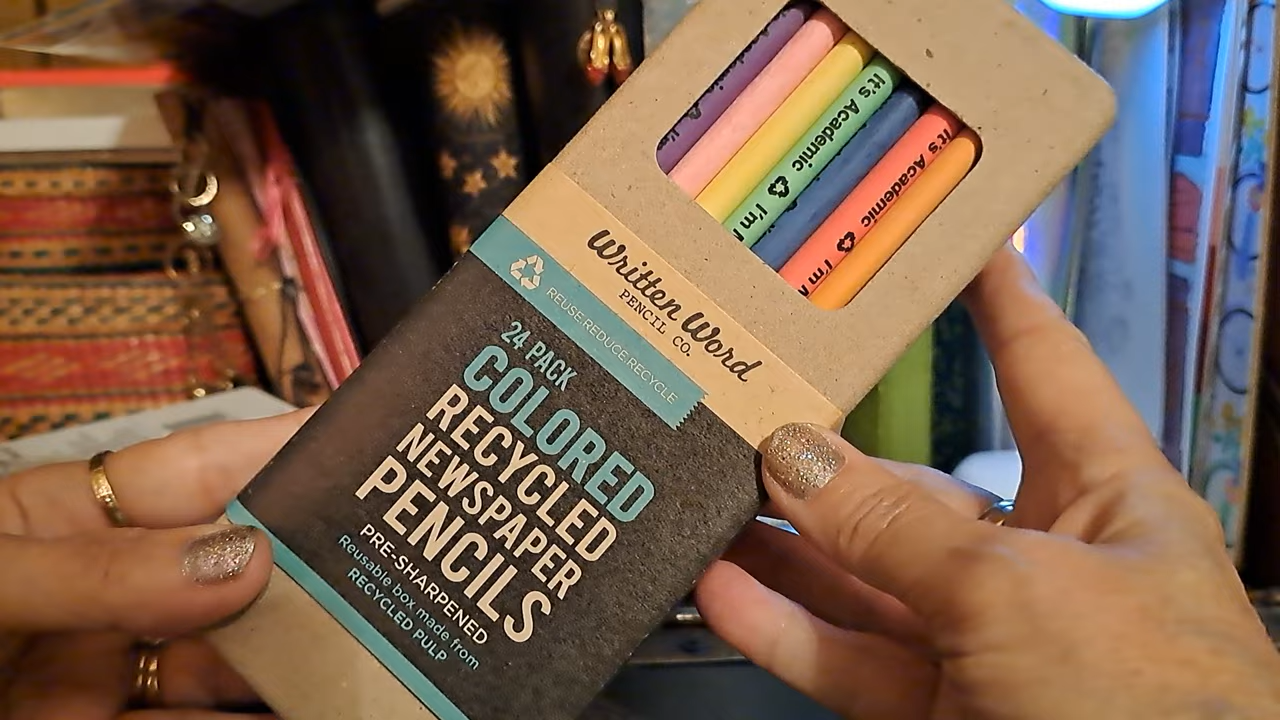 It's Academic
I'm
It's Academic
I'm
Written Word
PENCIL CO.
REUSE.REDUCE.RECYCLE
24 PACK
COLORED
RECYCLED
NEWSPAPER
PENCILS
PRE-SHARPENED
Reusable box made from
RECYCLED PULP